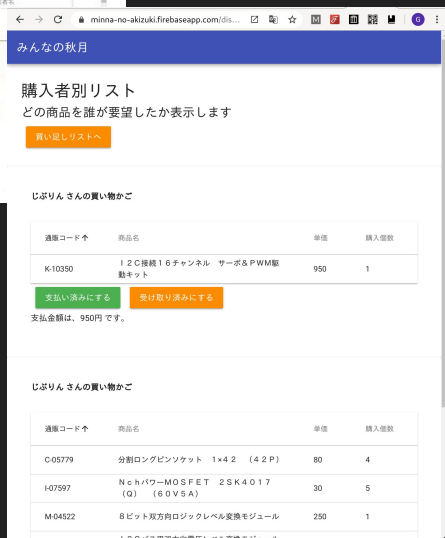 minna-no-akizuki.firebaseapp.com/dis...
G
みんなの秋月
購入者別リスト
どの商品を誰が要望したか表示します
買い足しリストへ
じぶりん さんの買い物かご
通販コード↑ 商品名 単価 購入個数
K-10350 Ｉ２Ｃ接続１６チャンネル　サーボ＆ＰＷＭ駆 950 1
動キット
支払い済みにする 受け取り済みにする
支払金額は、950円 です。
じぶりん さんの買い物かご
通販コード↑ 商品名 単価 購入個数
C-05779 分割ロングピンソケット　１×４２　（４２Ｐ） 80 4
I-07597 ＮｃｈパワーＭＯＳＦＥＴ　２ＳＫ４０１７ 30 5
（Ｑ）　（６０Ｖ５Ａ）
M-04522 ８ビット双方向ロジックレベル変換モジュール 250 1